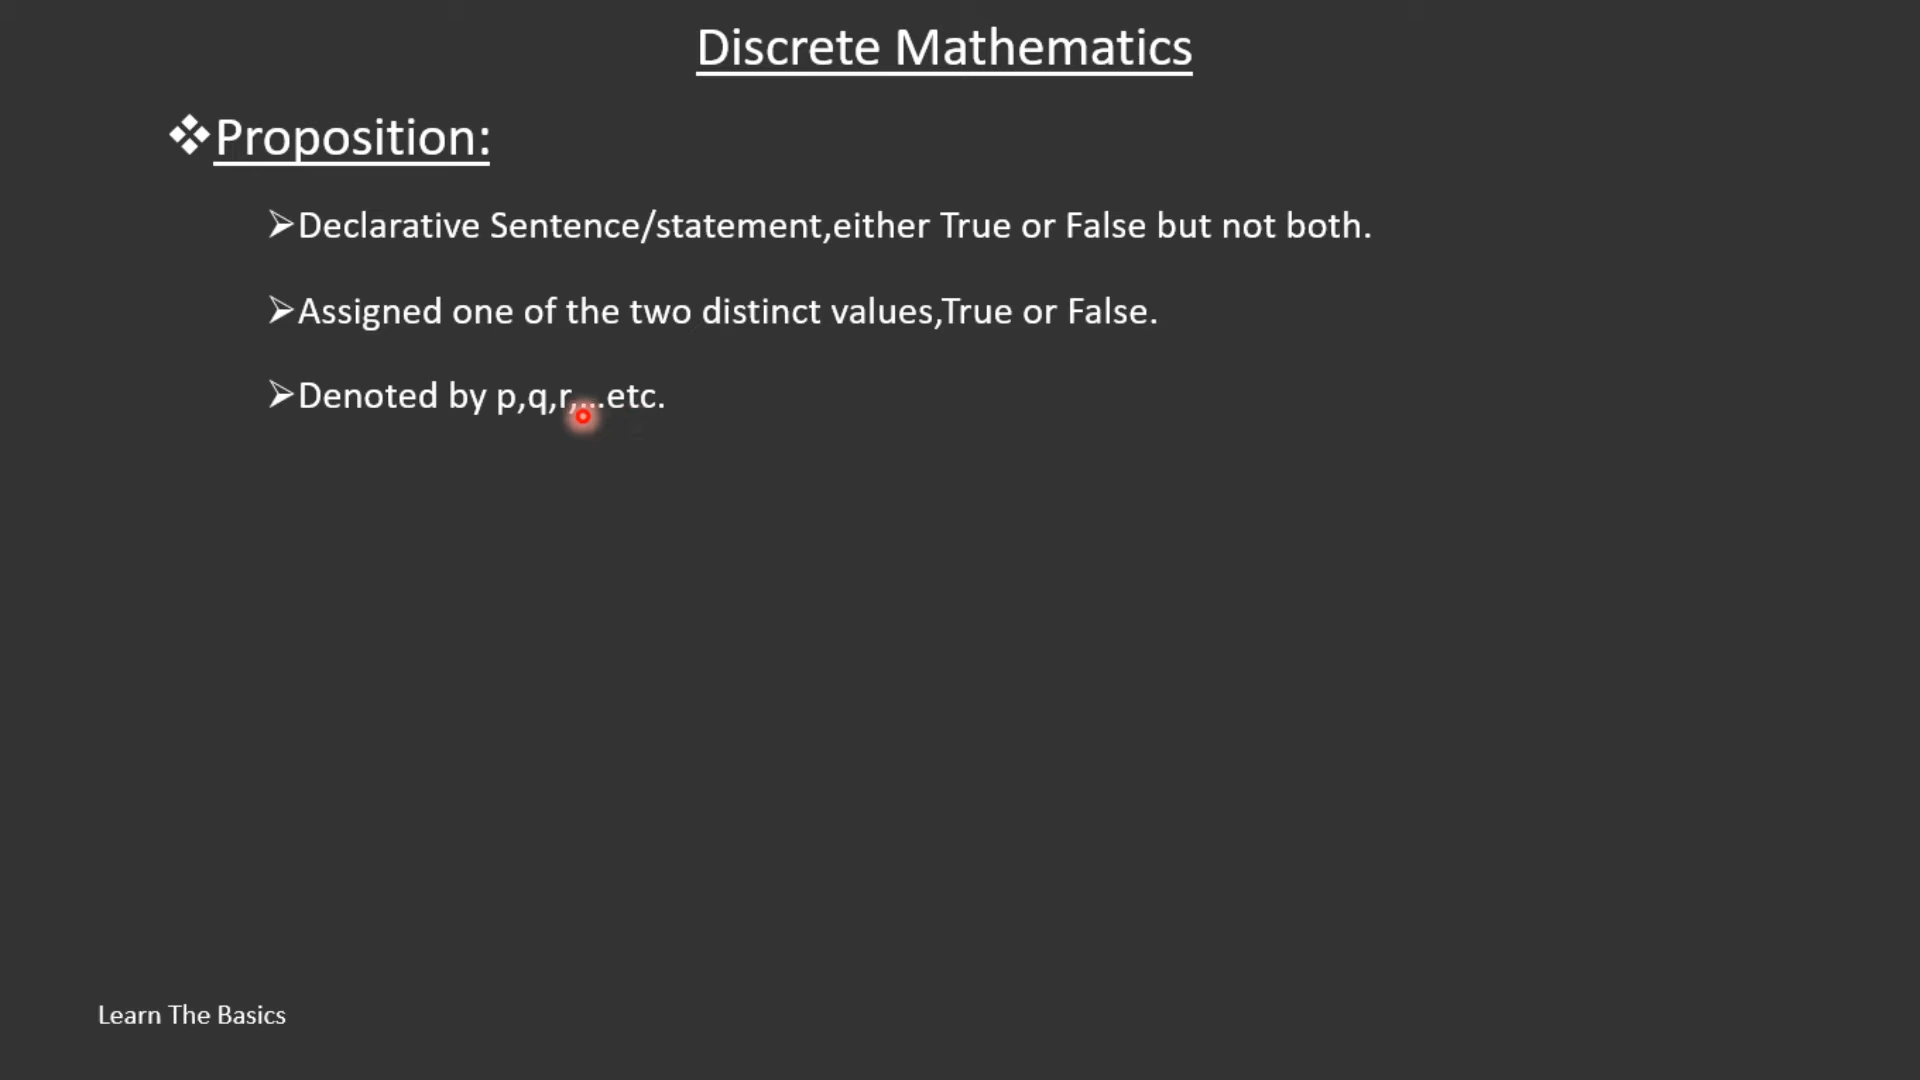 Discrete Mathematics
❖Proposition:
➢Declarative Sentence/statement,either True or False but not both.
➢Assigned one of the two distinct values,True or False.
➢Denoted by p,q,r,...etc.
Learn The Basics